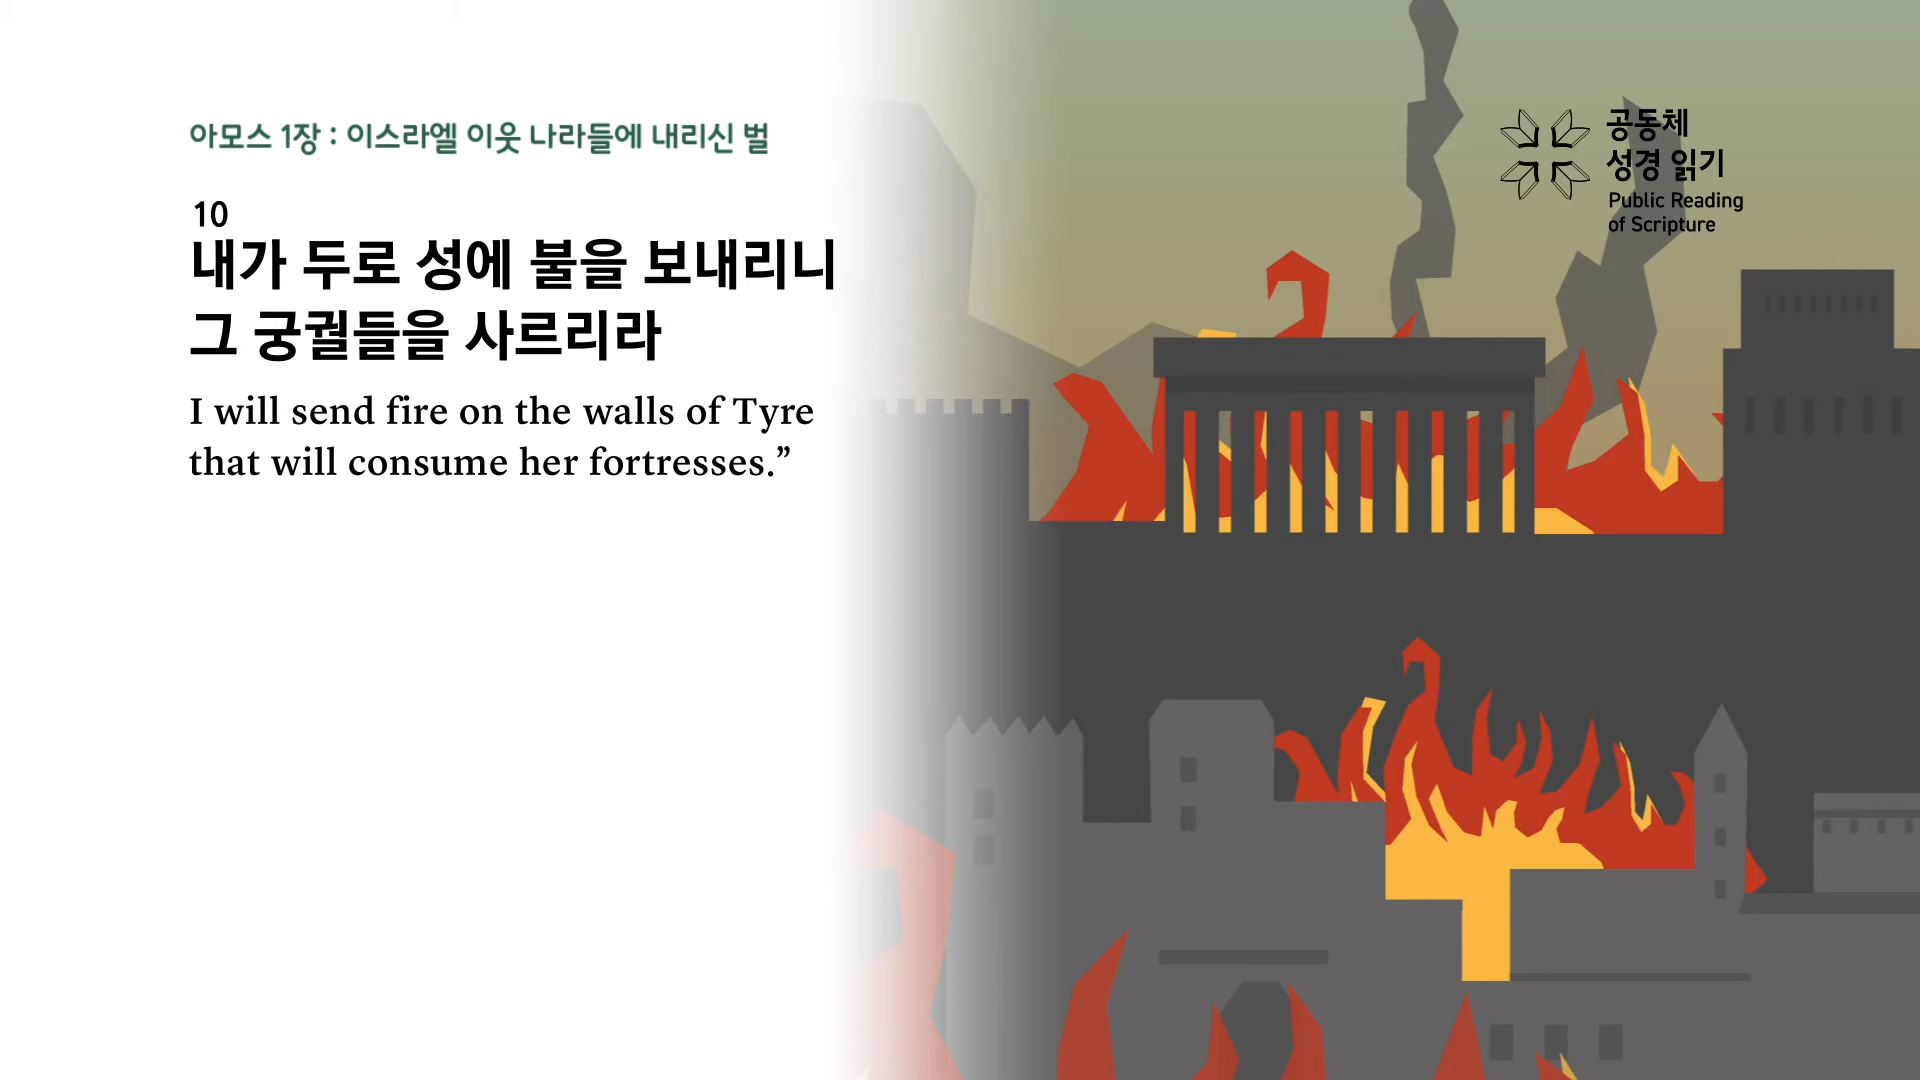 아모스 1장 : 이스라엘 이웃 나라들에 내리신 벌
10
내가 두로 성에 불을 보내리니
그 궁궐들을 사르리라
I will send fire on the walls of Tyre
that will consume her fortresses.”
공동체
성경 읽기
Public Reading
of Scripture